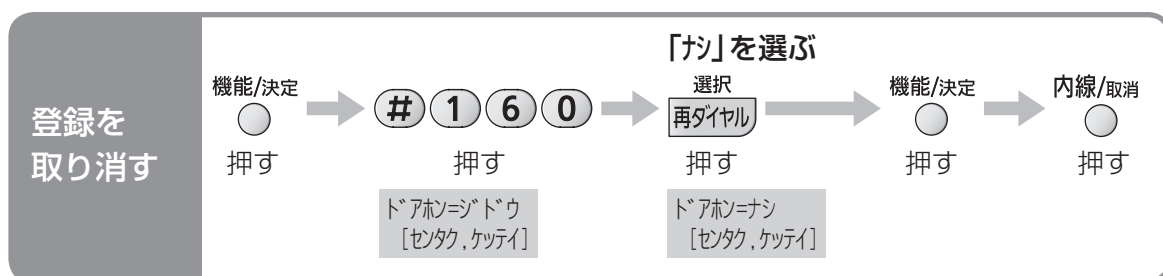 登録を
取り消す
機能/決定
押す
#160
押す
ﾄﾞｱﾎﾝ=ｼﾞﾄﾞｳ
[ｾﾝﾀｸ,ｹｯﾃｲ]
「ﾅｼ」を選ぶ
選択
再ダイヤル
押す
ﾄﾞｱﾎﾝ=ﾅｼ
[ｾﾝﾀｸ,ｹｯﾃｲ]
機能/決定
押す
内線/取消
押す